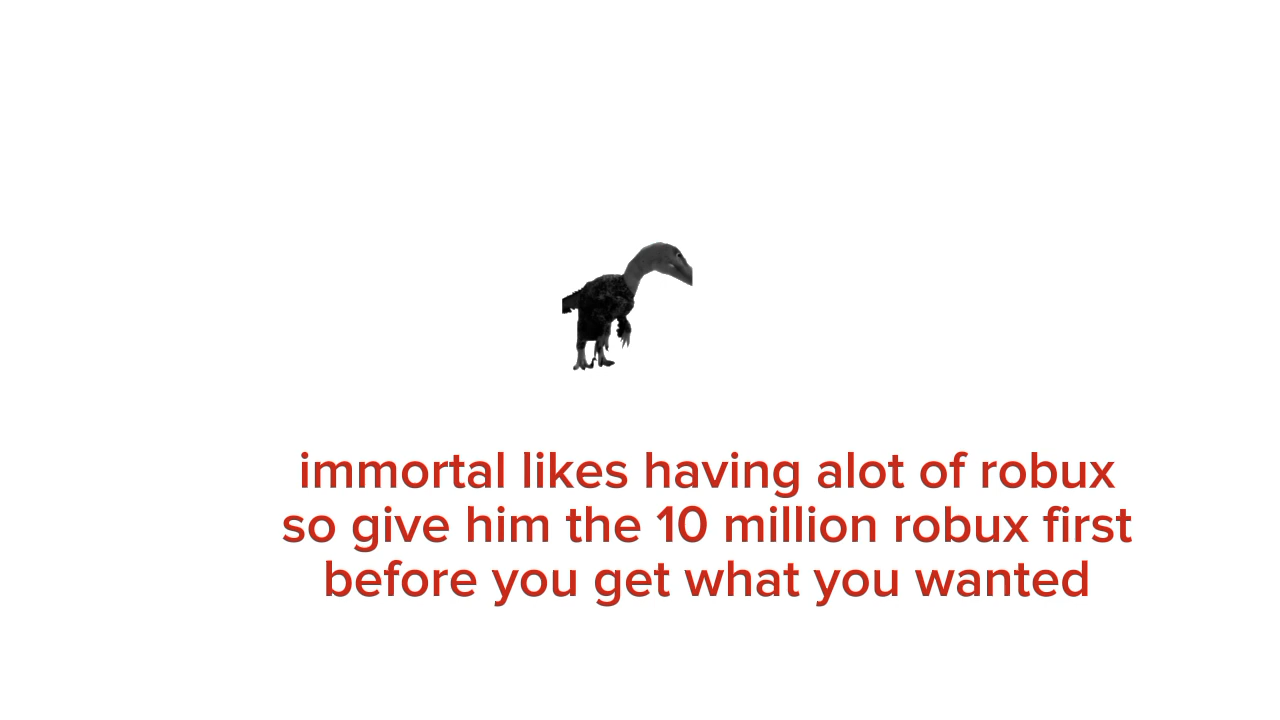 immortal likes having alot of robux
so give him the 10 million robux first
before you get what you wanted